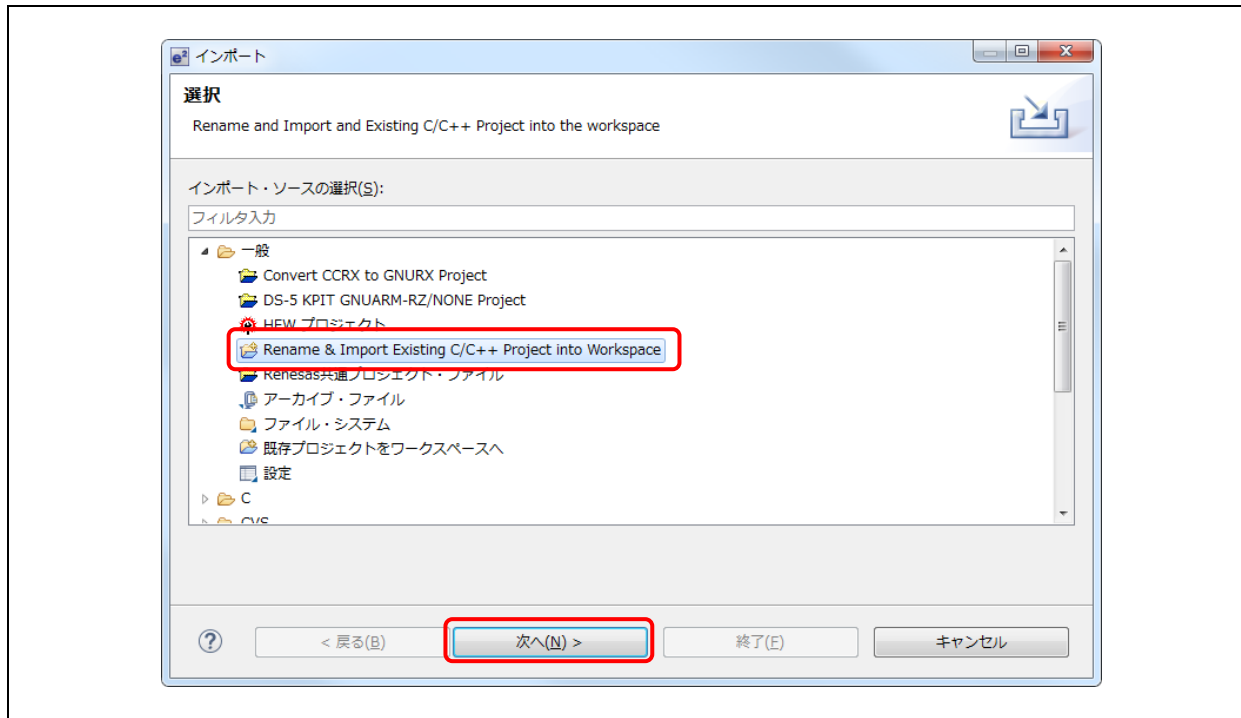 e² インポート
選択
Rename and Import and Existing C/C++ Project into the workspace
インポート・ソースの選択(S):
フィルタ入力
一般
Convert CCRX to GNURX Project
DS-5 KPIT GNUARM-RZ/NONE Project
HEW プロジェクト
Rename & Import Existing C/C++ Project into Workspace
Renesas共通プロジェクト・ファイル
アーカイブ・ファイル
ファイル・システム
既存プロジェクトをワークスペースへ
設定
C
CVS
< 戻る(B) 次へ(N) > 終了(F) キャンセル